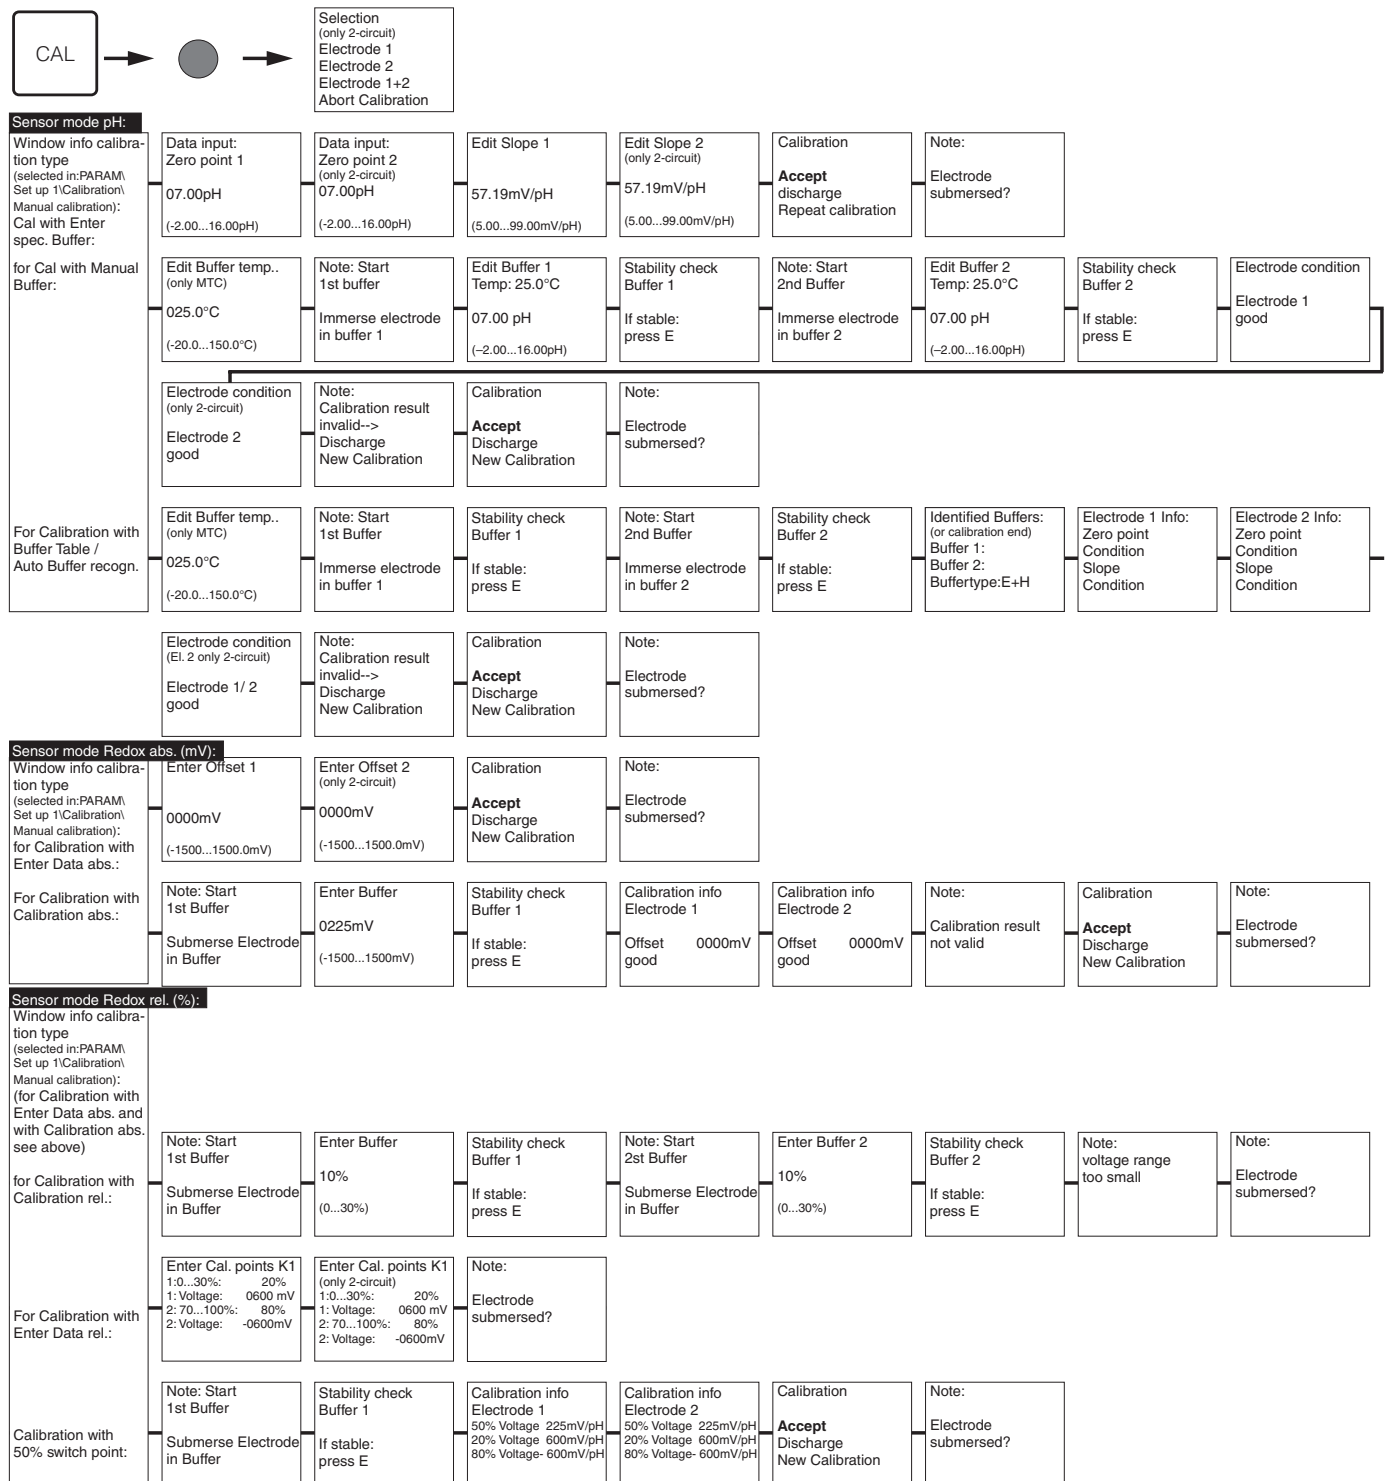 CAL
Selection
(only 2-circuit)
Electrode 1
Electrode 2
Electrode 1+2
Abort Calibration
Sensor mode pH:
Window info calibra-
tion type
(selected in:PARAM\
Set up 1\Calibration\
Manual calibration):
Cal with Enter
spec. Buffer:
Data input:
Zero point 1
07.00pH
(-2.00...16.00pH)
Data input:
Zero point 2
(only 2-circuit)
07.00pH
(-2.00...16.00pH)
Edit Slope 1
57.19mV/pH
(5.00...99.00mV/pH)
Edit Slope 2
(only 2-circuit)
57.19mV/pH
(5.00...99.00mV/pH)
Calibration
Accept
discharge
Repeat calibration
Note:
Electrode
submersed?
for Cal with Manual
Buffer:
Edit Buffer temp..
(only MTC)
025.0°C
(-20.0...150.0°C)
Note: Start
1st buffer
Immerse electrode
in buffer 1
Edit Buffer 1
Temp: 25.0°C
07.00 pH
(–2.00...16.00pH)
Stability check
Buffer 1
If stable:
press E
Note: Start
2nd Buffer
Immerse electrode
in buffer 2
Edit Buffer 2
Temp: 25.0°C
07.00 pH
(–2.00...16.00pH)
Stability check
Buffer 2
If stable:
press E
Electrode condition
Electrode 1
good
Electrode condition
(only 2-circuit)
Electrode 2
good
Note:
Calibration result
invalid-->
Discharge
New Calibration
Calibration
Accept
Discharge
New Calibration
Note:
Electrode
submersed?
For Calibration with
Buffer Table /
Auto Buffer recogn.
Edit Buffer temp..
(only MTC)
025.0°C
(-20.0...150.0°C)
Note: Start
1st Buffer
Immerse electrode
in buffer 1
Stability check
Buffer 1
If stable:
press E
Note: Start
2nd Buffer
Immerse electrode
in buffer 2
Stability check
Buffer 2
If stable:
press E
Identified Buffers:
(or calibration end)
Buffer 1:
Buffer 2:
Buffertype:E+H
Electrode 1 Info:
Zero point
Condition
Slope
Condition
Electrode 2 Info:
Zero point
Condition
Slope
Condition
Electrode condition
(El. 2 only 2-circuit)
Electrode 1/ 2
good
Note:
Calibration result
invalid-->
Discharge
New Calibration
Calibration
Accept
Discharge
New Calibration
Note:
Electrode
submersed?
Sensor mode Redox abs. (mV):
Window info calibra-
tion type
(selected in:PARAM\
Set up 1\Calibration\
Manual calibration):
for Calibration with
Enter Data abs.:
Enter Offset 1
0000mV
(-1500...1500.0mV)
Enter Offset 2
(only 2-circuit)
0000mV
(-1500...1500.0mV)
Calibration
Accept
Discharge
New Calibration
Note:
Electrode
submersed?
For Calibration with
Calibration abs.:
Note: Start
1st Buffer
Submerse Electrode
in Buffer
Enter Buffer
0225mV
(-1500...1500mV)
Stability check
Buffer 1
If stable:
press E
Calibration info
Electrode 1
Offset 0000mV
good
Calibration info
Electrode 2
Offset 0000mV
good
Note:
Calibration result
not valid
Calibration
Accept
Discharge
New Calibration
Note:
Electrode
submersed?
Sensor mode Redox rel. (%):
Window info calibra-
tion type
(selected in:PARAM\
Set up 1\Calibration\
Manual calibration):
(for Calibration with
Enter Data abs. and
with Calibration abs.
see above)
for Calibration with
Calibration rel.:
Note: Start
1st Buffer
Submerse Electrode
in Buffer
Enter Buffer
10%
(0...30%)
Stability check
Buffer 1
If stable:
press E
Note: Start
2st Buffer
Submerse Electrode
in Buffer
Enter Buffer 2
10%
(0...30%)
Stability check
Buffer 2
If stable:
press E
Note:
voltage range
too small
Note:
Electrode
submersed?
For Calibration with
Enter Data rel.:
Enter Cal. points K1
1:0...30%: 20%
1: Voltage: 0600 mV
2: 70...100%: 80%
2: Voltage: -0600mV
Enter Cal. points K1
(only 2-circuit)
1:0...30%: 20%
1: Voltage: 0600 mV
2: 70...100%: 80%
2: Voltage: -0600mV
Note:
Electrode
submersed?
Calibration with
50% switch point:
Note: Start
1st Buffer
Submerse Electrode
in Buffer
Stability check
Buffer 1
If stable:
press E
Calibration info
Electrode 1
50% Voltage 225mV/pH
20% Voltage 600mV/pH
80% Voltage- 600mV/pH
Calibration info
Electrode 2
50% Voltage 225mV/pH
20% Voltage 600mV/pH
80% Voltage- 600mV/pH
Calibration
Accept
Discharge
New Calibration
Note:
Electrode
submersed?